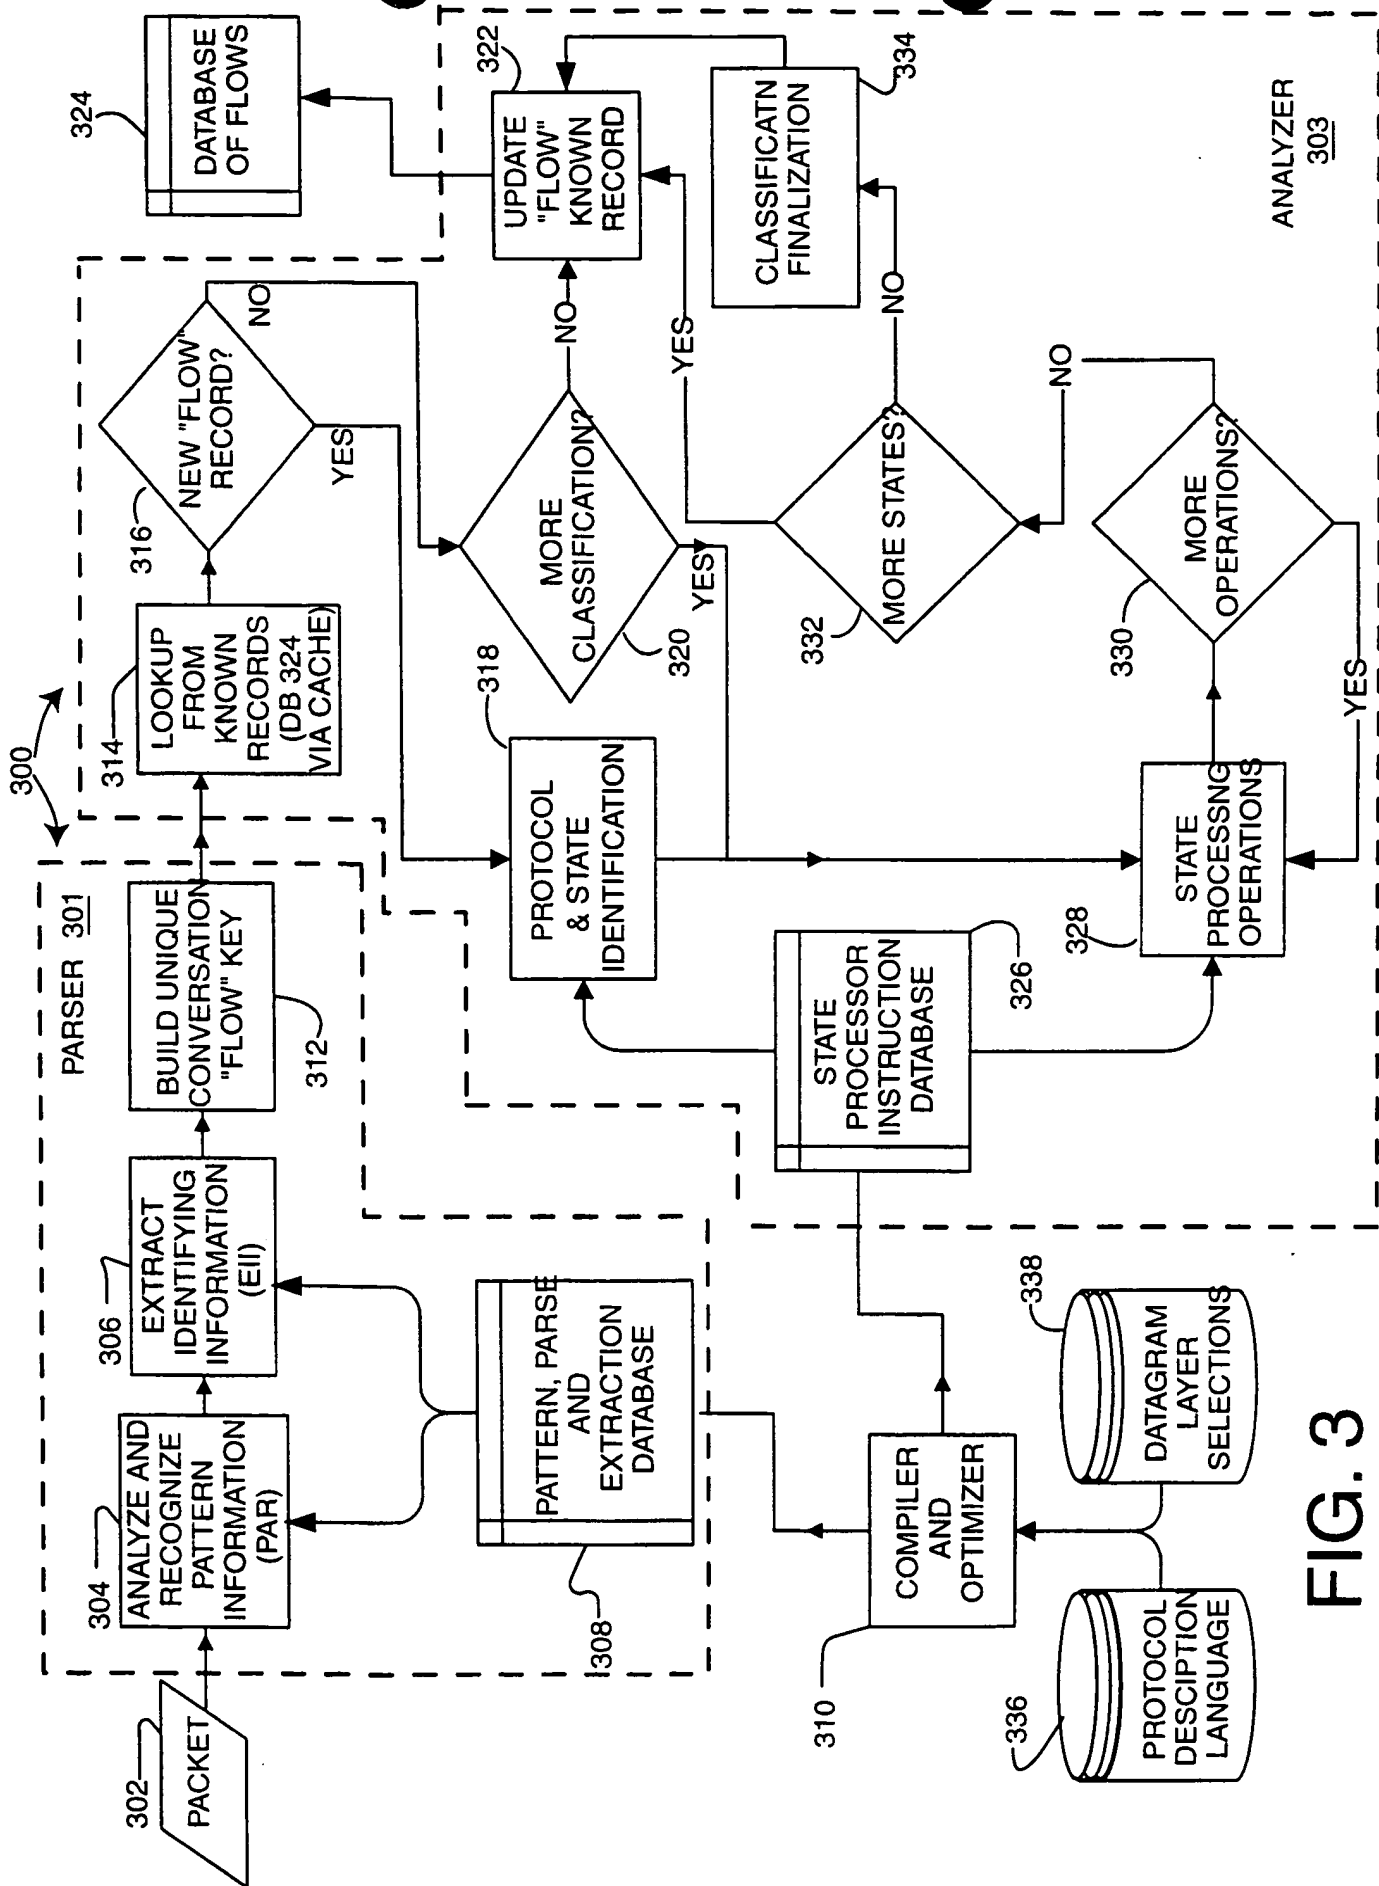 300
PARSER 301
302
PACKET
304
ANALYZE AND
RECOGNIZE
PATTERN
INFORMATION
(PAR)
306
EXTRACT
IDENTIFYING
INFORMATION
(EII)
BUILD UNIQUE
CONVERSATION
"FLOW" KEY
312
314
LOOKUP
FROM
KNOWN
RECORDS
(DB 324
VIA CACHE)
316
NEW "FLOW"
RECORD?
NO
YES
324
DATABASE
OF FLOWS
308
PATTERN, PARSE
AND
EXTRACTION
DATABASE
318
PROTOCOL
& STATE
IDENTIFICATION
MORE
CLASSIFICATION?
320
NO
YES
322
UPDATE
"FLOW"
KNOWN
RECORD
STATE
PROCESSOR
INSTRUCTION
DATABASE
326
YES
332
MORE STATES?
NO
CLASSIFICATN
FINALIZATION
334
310
COMPILER
AND
OPTIMIZER
328
STATE
PROCESSNG
OPERATIONS
330
MORE
OPERATIONS?
NO
YES
ANALYZER
303
336
PROTOCOL
DESCIPTION
LANGUAGE
338
DATAGRAM
LAYER
SELECTIONS
FIG. 3